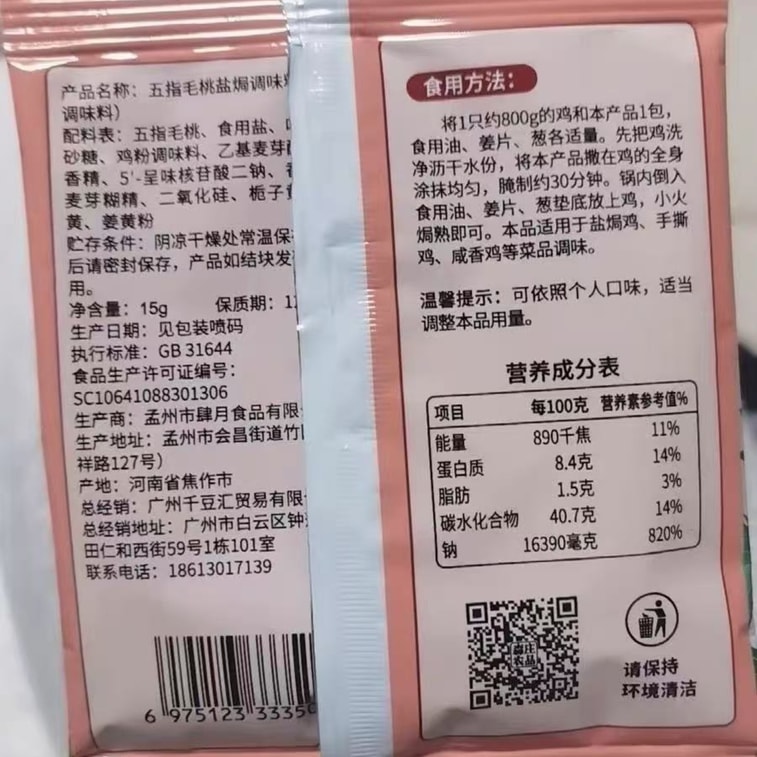 产品名称：五指毛桃盐焗调味料
调味料）
配料表：五指毛桃、食用盐、
砂糖、鸡粉调味料、乙基麦芽
香精、5'-呈味核苷酸二钠、
麦芽糊精、二氧化硅、栀子
黄、姜黄粉
贮存条件：阴凉干燥处常温保
后请密封保存，产品如结块发
用。
净含量：15g 保质期：1
生产日期：见包装喷码
执行标准：GB 31644
食品生产许可证编号：
SC10641088301306
生产商：孟州市肆月食品有限
生产地址：孟州市会昌街道竹
祥路127号）
产地：河南省焦作市
总经销：广州千豆汇贸易有限
总经销地址：广州市白云区钟
田仁和西街59号1栋101室
联系电话：18613017139
6 975123 3335
食用方法：
将1只约800g的鸡和本产品1包，
食用油、姜片、葱各适量。先把鸡洗
净沥干水份，将本产品撒在鸡的全身
涂抹均匀，腌制约30分钟。锅内倒入
食用油、姜片、葱垫底放上鸡，小火
焗熟即可。本品适用于盐焗鸡、手撕
鸡、咸香鸡等菜品调味。
温馨提示：可依照个人口味，适当
调整本品用量。
营养成分表
项目 每100克 营养素参考值%
能量 890千焦 11%
蛋白质 8.4克 14%
脂肪 1.5克 3%
碳水化合物 40.7克 14%
钠 16390毫克 820%
农品
请保持
环境清洁